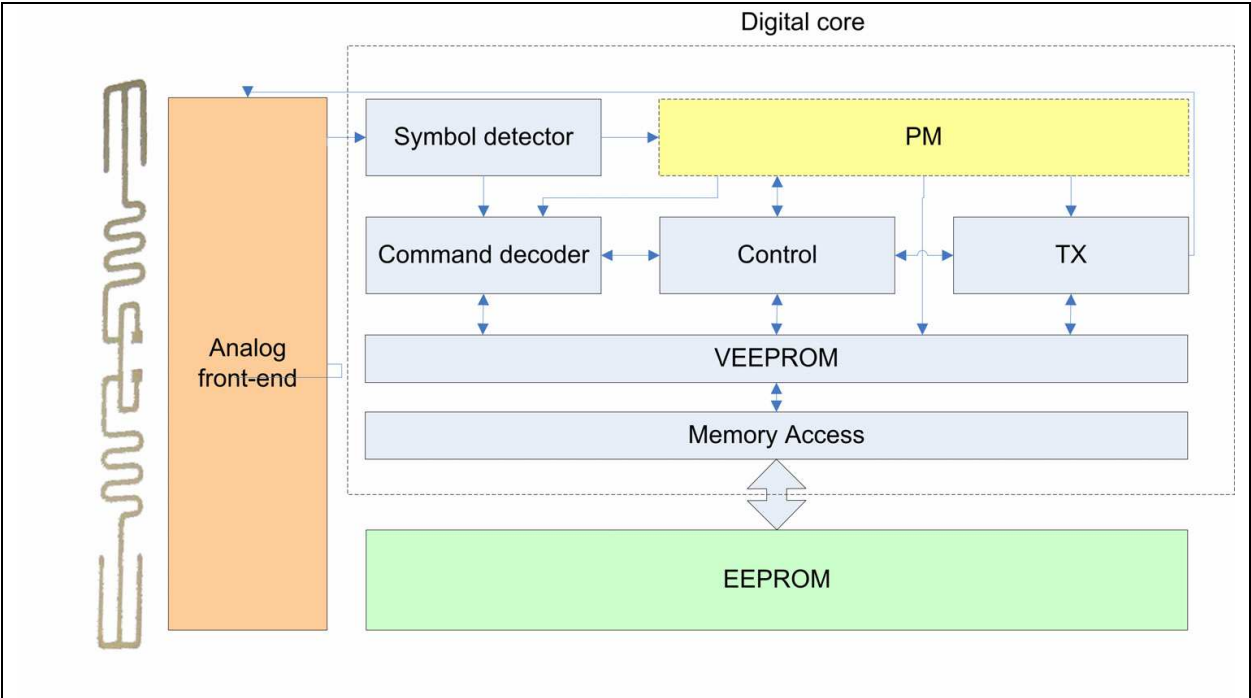 Digital core
Symbol detector
PM
Command decoder
Control
TX
Analog
front-end
VEEPROM
Memory Access
EEPROM